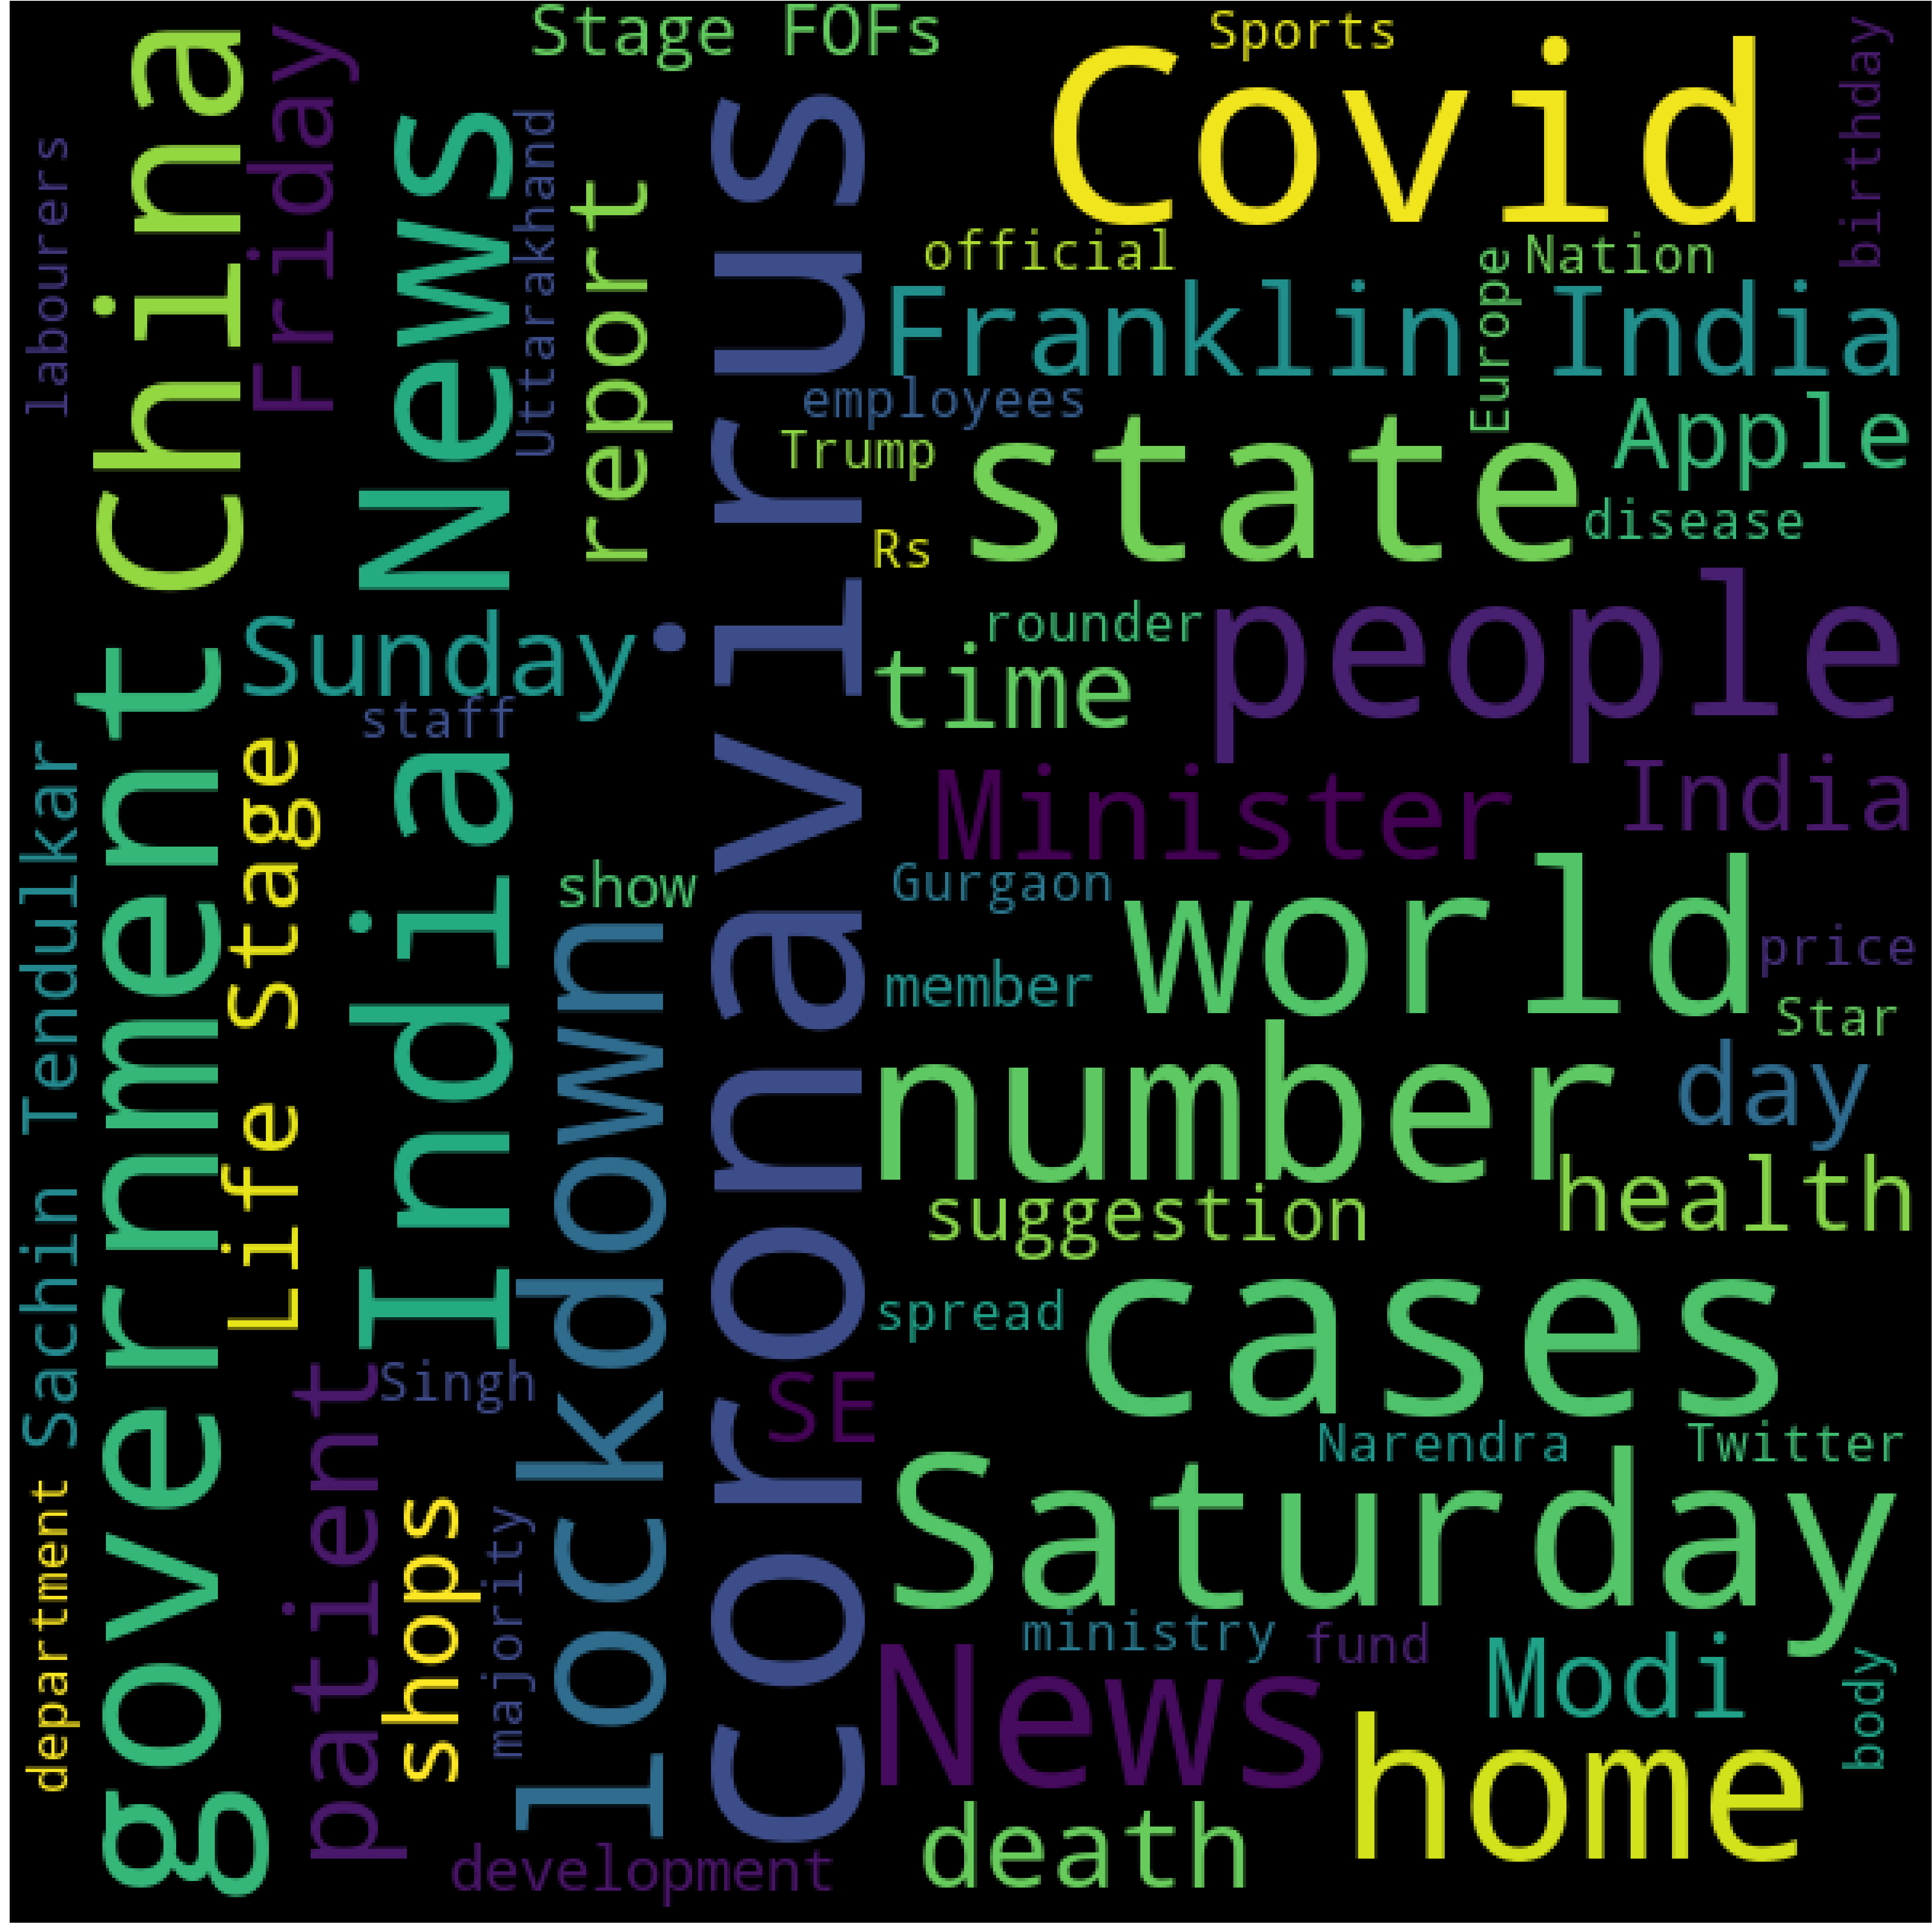 Stage FOFs
Sports
Covid
birthday
labourers
China
Friday
News
Uttarakhand
report
coronavirus
official
Nation
Europe
Franklin
India
employees
Trump
state
Apple
disease
Rs
rounder
people
time
Sunday
staff
government
Life Stage
Indian
Minister
India
Gurgaon
show
lockdown
world
price
member
Star
Sachin Tendulkar
number
day
health
suggestion
spread
cases
Singh
SE
patient
Narendra
Twitter
Saturday
department
shops
majority
ministry
fund
News
Modi
body
home
death
development